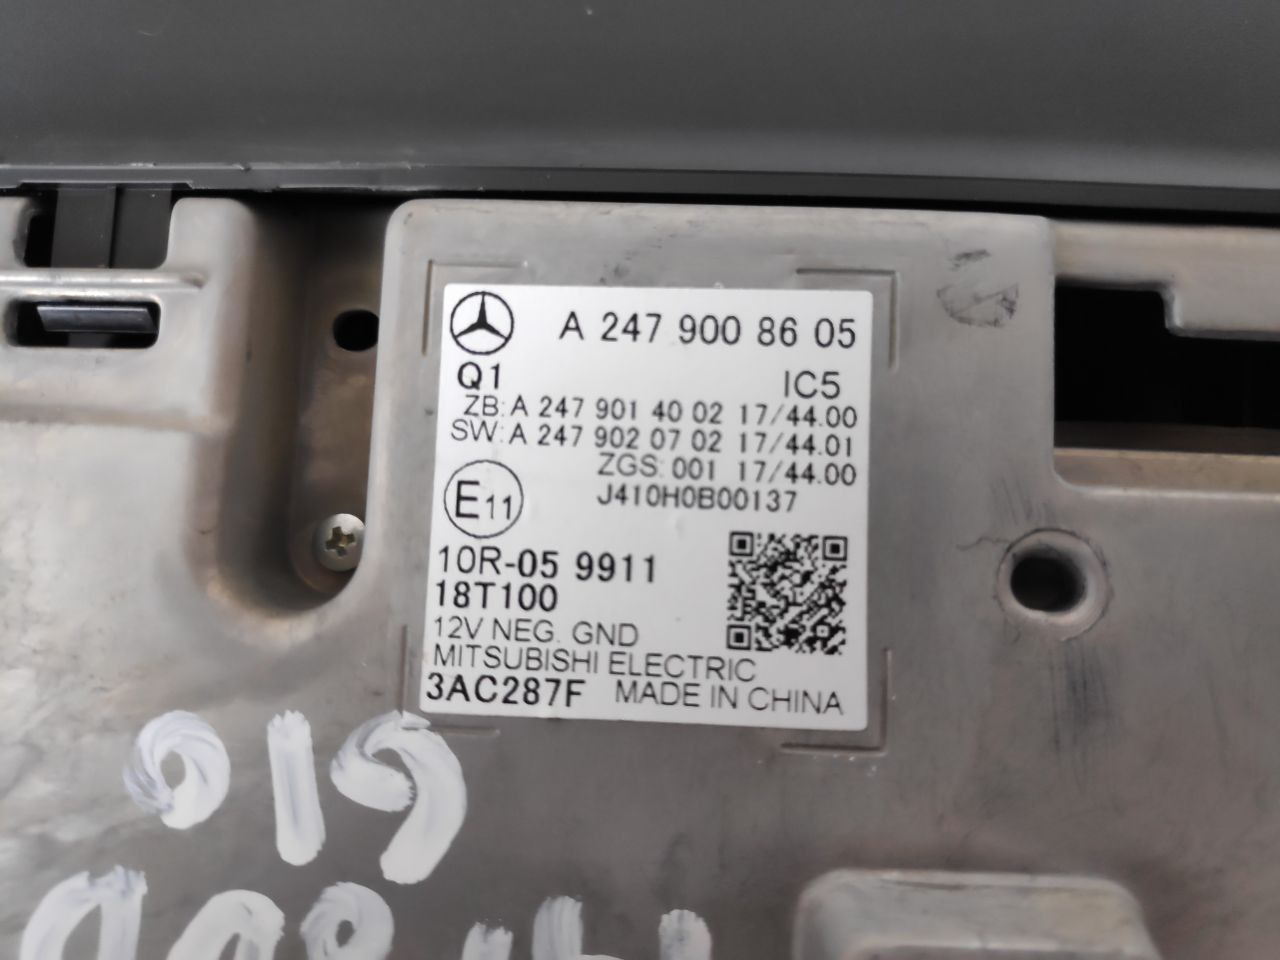 A 247 900 86 05
Q1 IC5
ZB: A 247 901 40 02 17/44.00
SW: A 247 902 07 02 17/44.01
ZGS: 001 17/44.00
J410H0B00137
E11
10R-05 9911
18T100
12V NEG. GND
MITSUBISHI ELECTRIC
3AC287F MADE IN CHINA